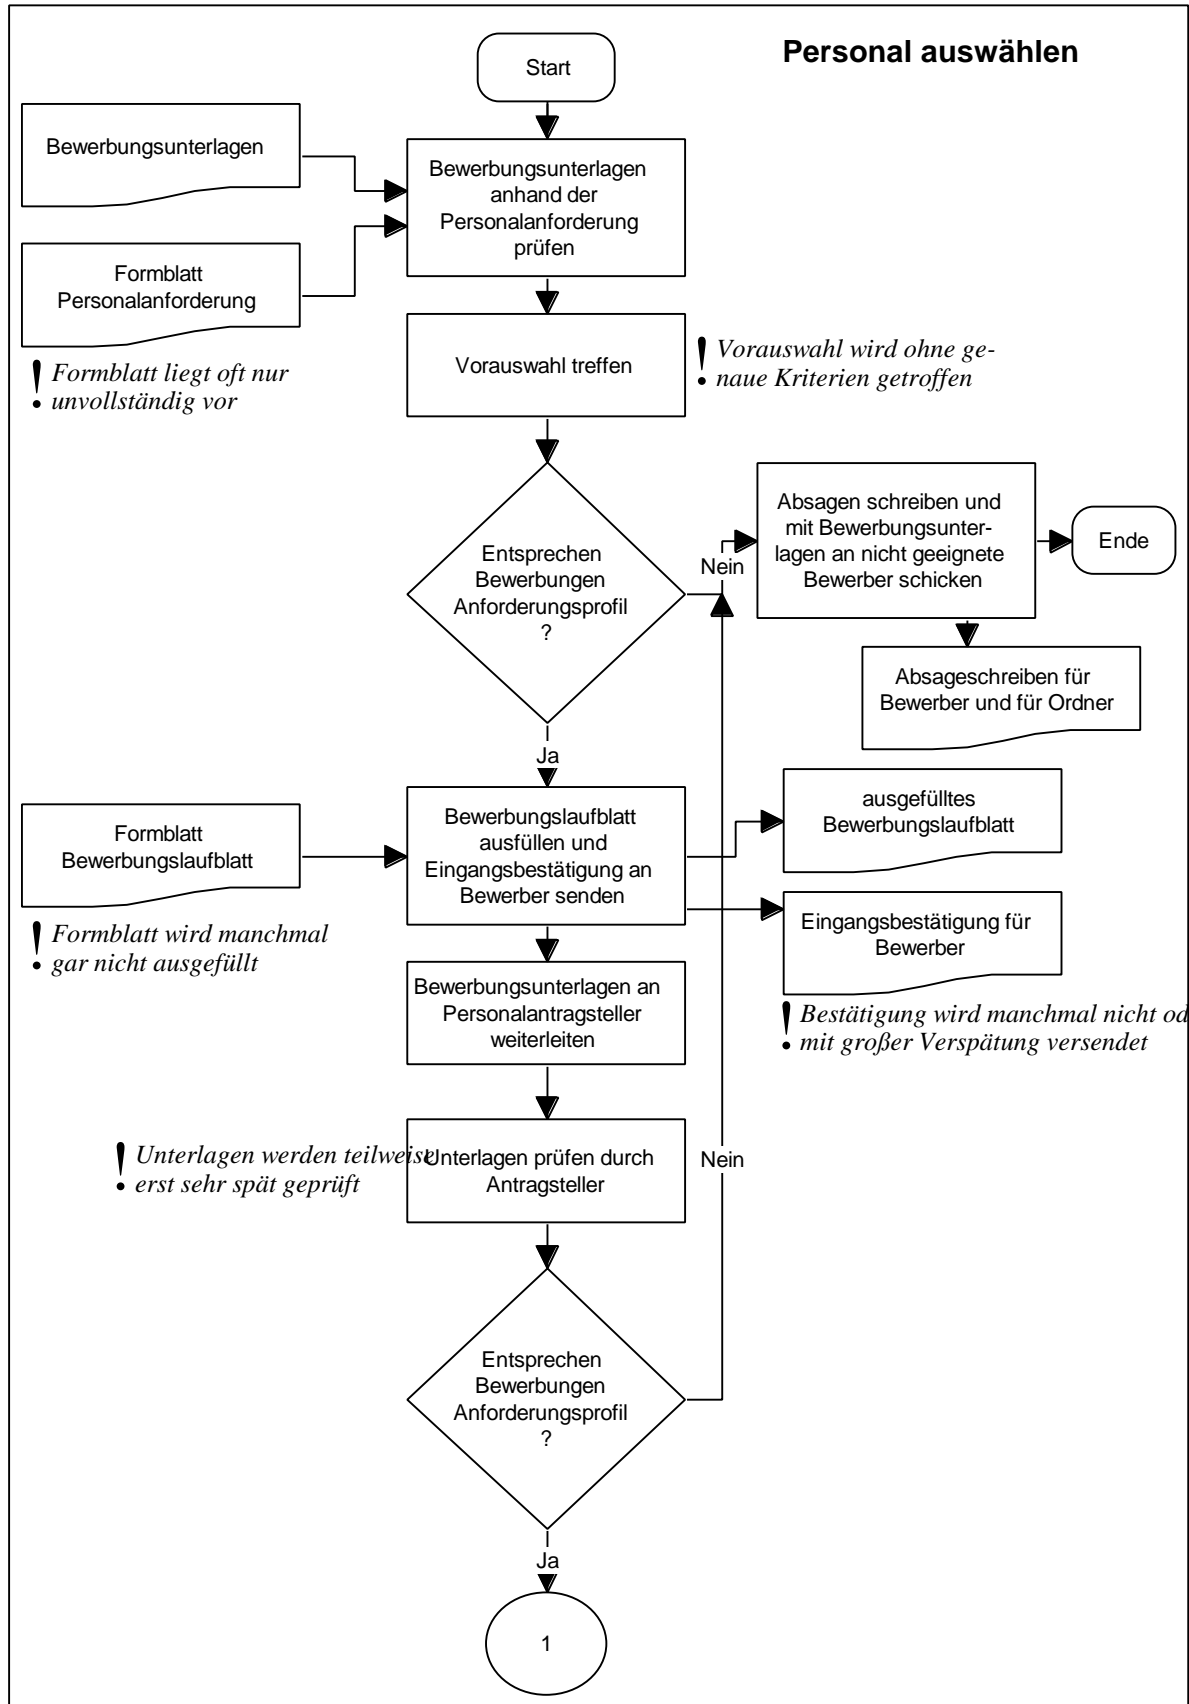 Personal auswählen
Start
Bewerbungsunterlagen
Bewerbungsunterlagen
anhand der
Personalanforderung
prüfen
Formblatt
Personalanforderung
! Formblatt liegt oft nur
unvollständig vor
Vorauswahl treffen
! Vorauswahl wird ohne ge-
naue Kriterien getroffen
Entsprechen
Bewerbungen
Anforderungsprofil
?
Nein
Absagen schreiben und
mit Bewerbungsunter-
lagen an nicht geeignete
Bewerber schicken
Ende
Absageschreiben für
Bewerber und für Ordner
Ja
Formblatt
Bewerbungslaufblatt
! Formblatt wird manchmal
gar nicht ausgefüllt
Bewerbungslaufblatt
ausfüllen und
Eingangsbestätigung an
Bewerber senden
ausgefülltes
Bewerbungslaufblatt
Eingangsbestätigung für
Bewerber
! Bestätigung wird manchmal nicht od
mit großer Verspätung versendet
Bewerbungsunterlagen an
Personalantragsteller
weiterleiten
! Unterlagen werden teilweise
erst sehr spät geprüft
Unterlagen prüfen durch
Antragsteller
Nein
Entsprechen
Bewerbungen
Anforderungsprofil
?
Ja
1